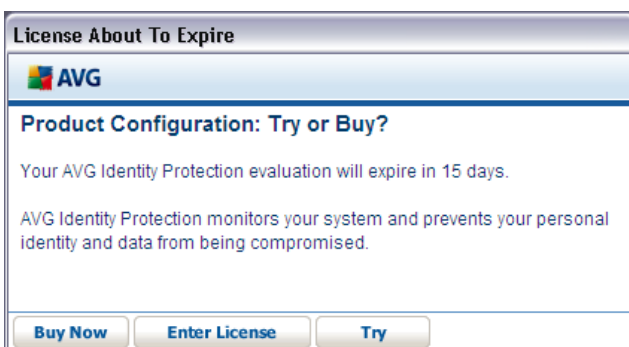 License About To Expire
AVG
Product Configuration: Try or Buy?
Your AVG Identity Protection evaluation will expire in 15 days.
AVG Identity Protection monitors your system and prevents your personal
identity and data from being compromised.
Buy Now Enter License Try